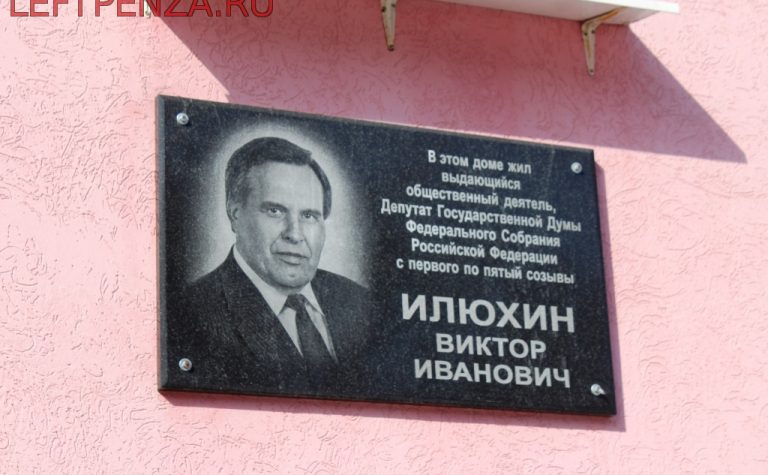 LEFTPENZA.RU
В этом доме жил
выдающийся
общественный деятель,
Депутат Государственной Думы
Федерального Собрания
Российской Федерации
с первого по пятый созывы
ИЛЮХИН
ВИКТОР
ИВАНОВИЧ